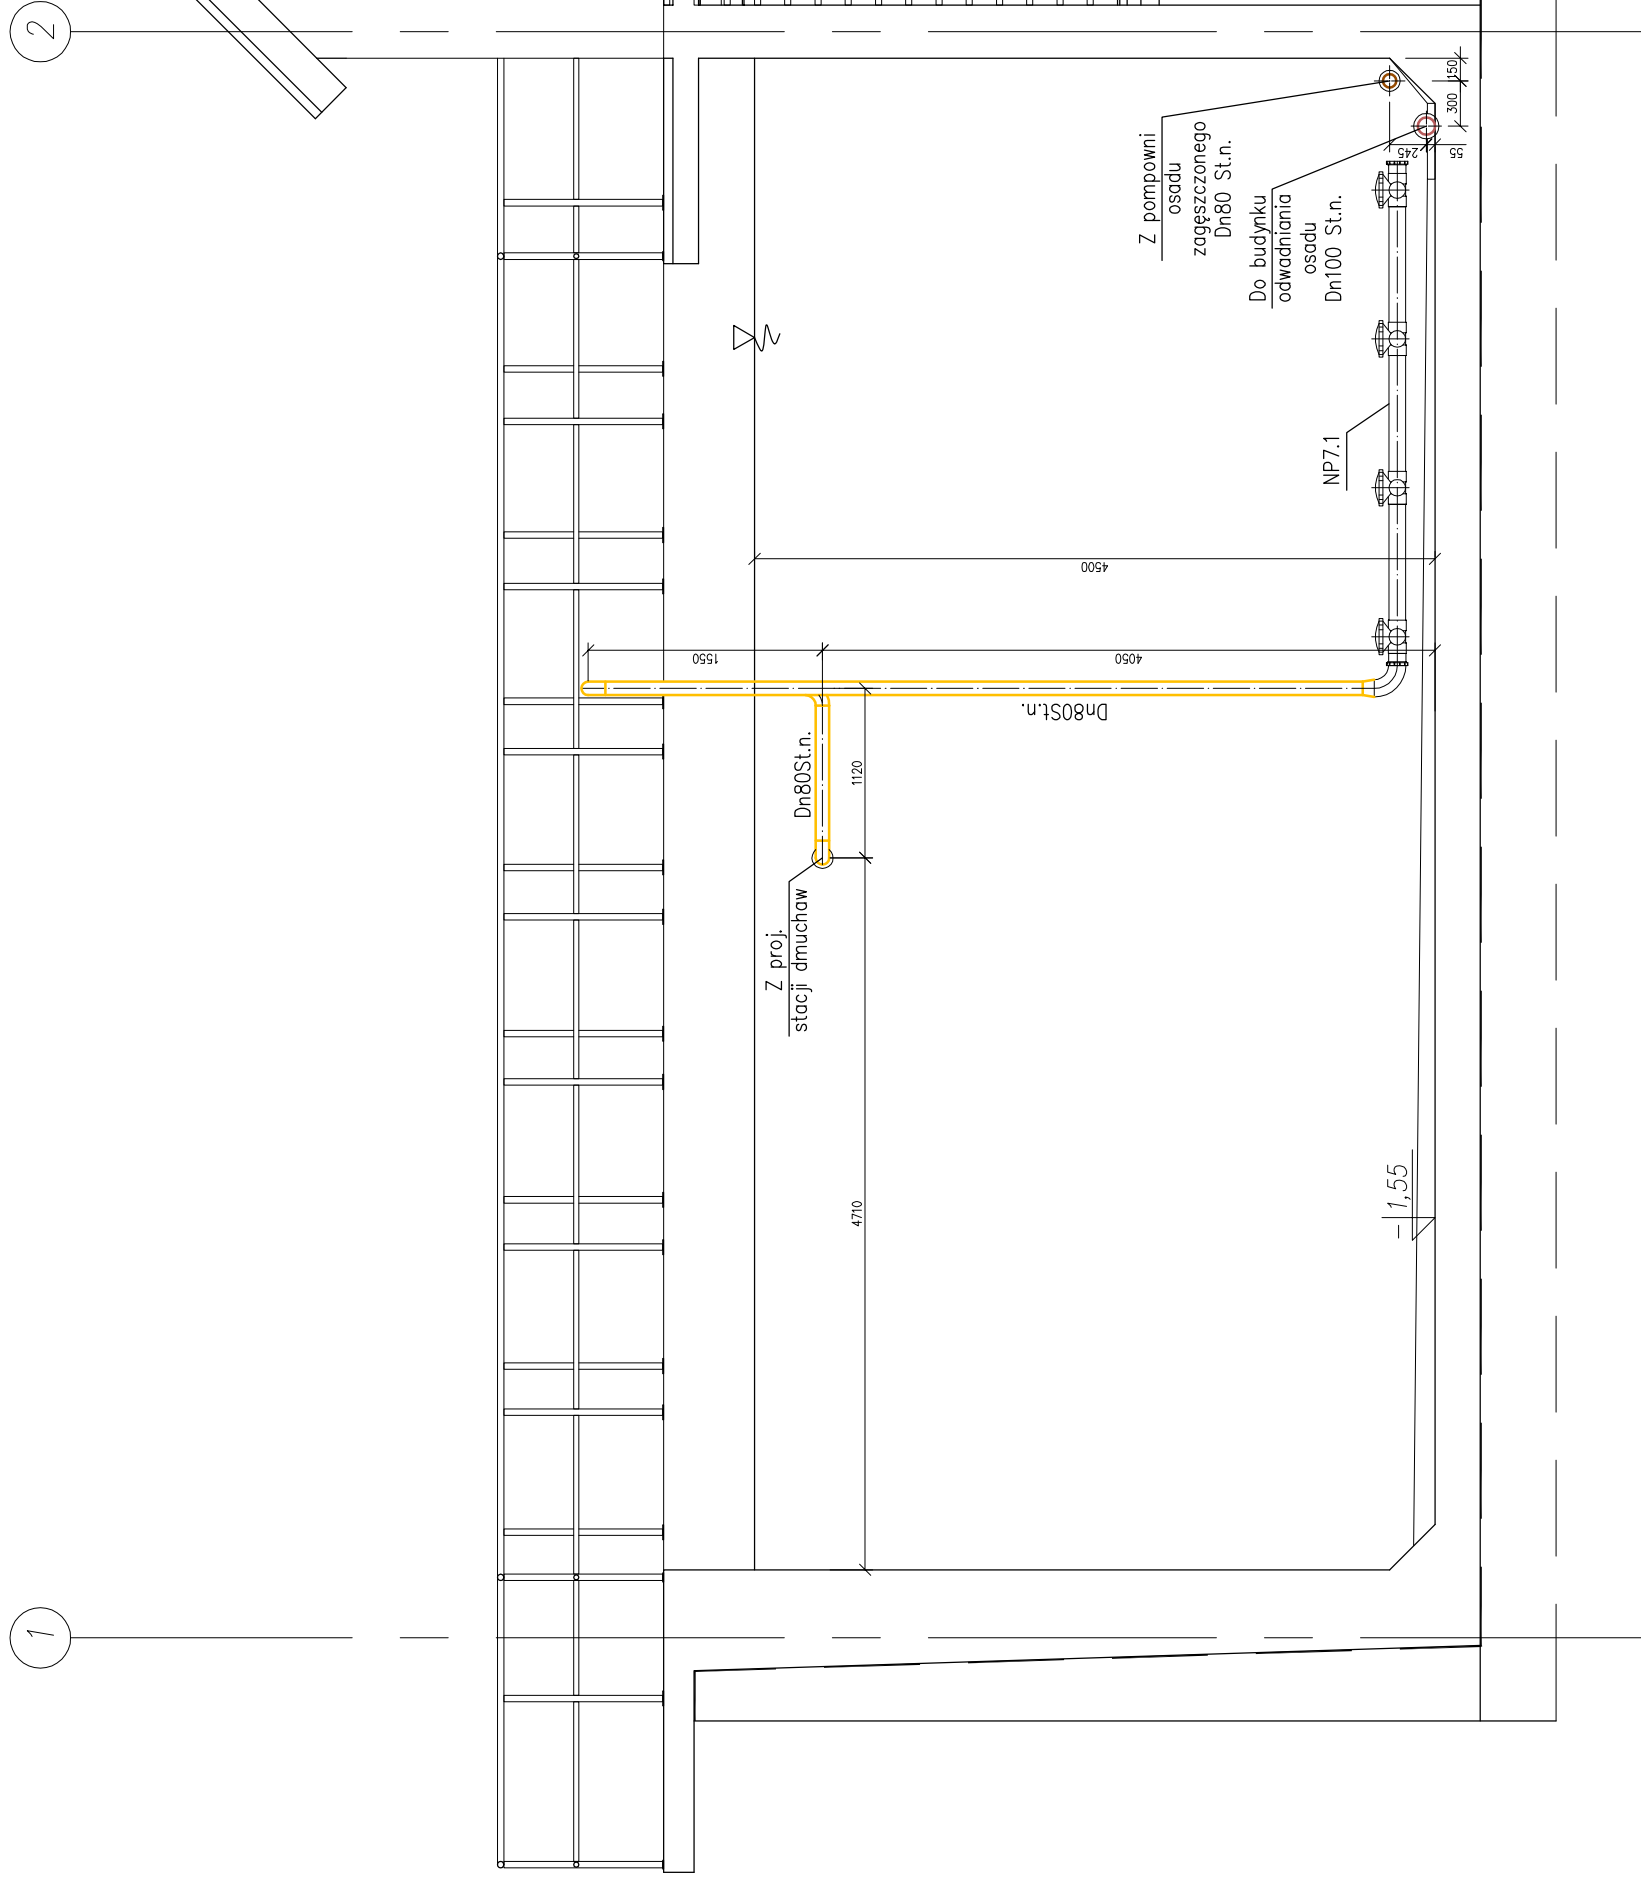 2
1
Z pompowni
osadu
zagęszczonego
Dn80 St.n.
Do budynku
odwadniania
osadu
Dn100 St.n.
150
300
245
55
NP7.1
4500
1550
4050
Dn80St.n.
Dn80St.n.
1120
Z proj.
stacji dmuchaw
4710
- 1,55